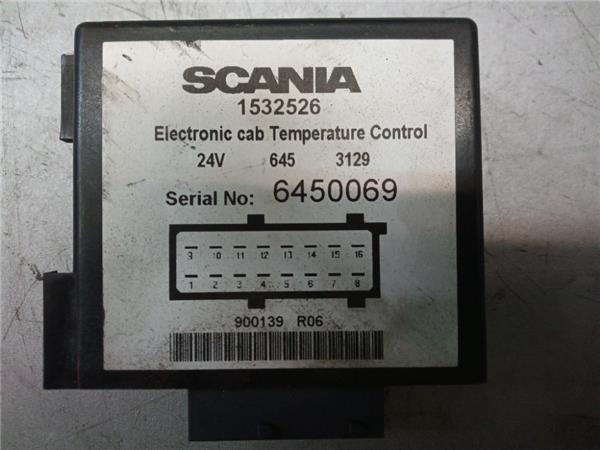 SCANIA
1532526
Electronic cab Temperature Control
24V 645 3129
Serial No: 6450069
9 10 11 12 13 14 15 16
1 2 3 4 5 6 7 8
900139 R06